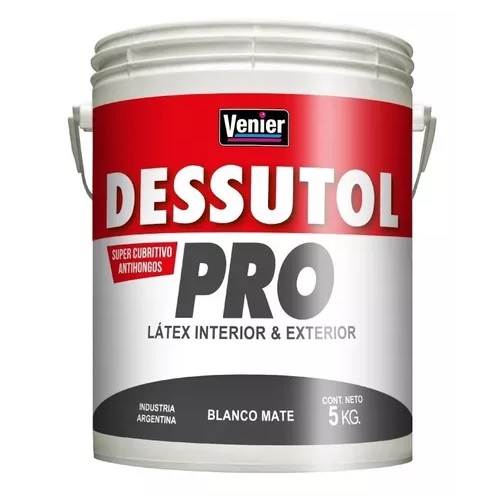 Venier
DESSUTOL
SUPER CUBRITIVO
ANTIHONGOS
PRO
LÁTEX INTERIOR & EXTERIOR
INDUSTRIA
ARGENTINA
BLANCO MATE
CONT. NETO
5 KG.